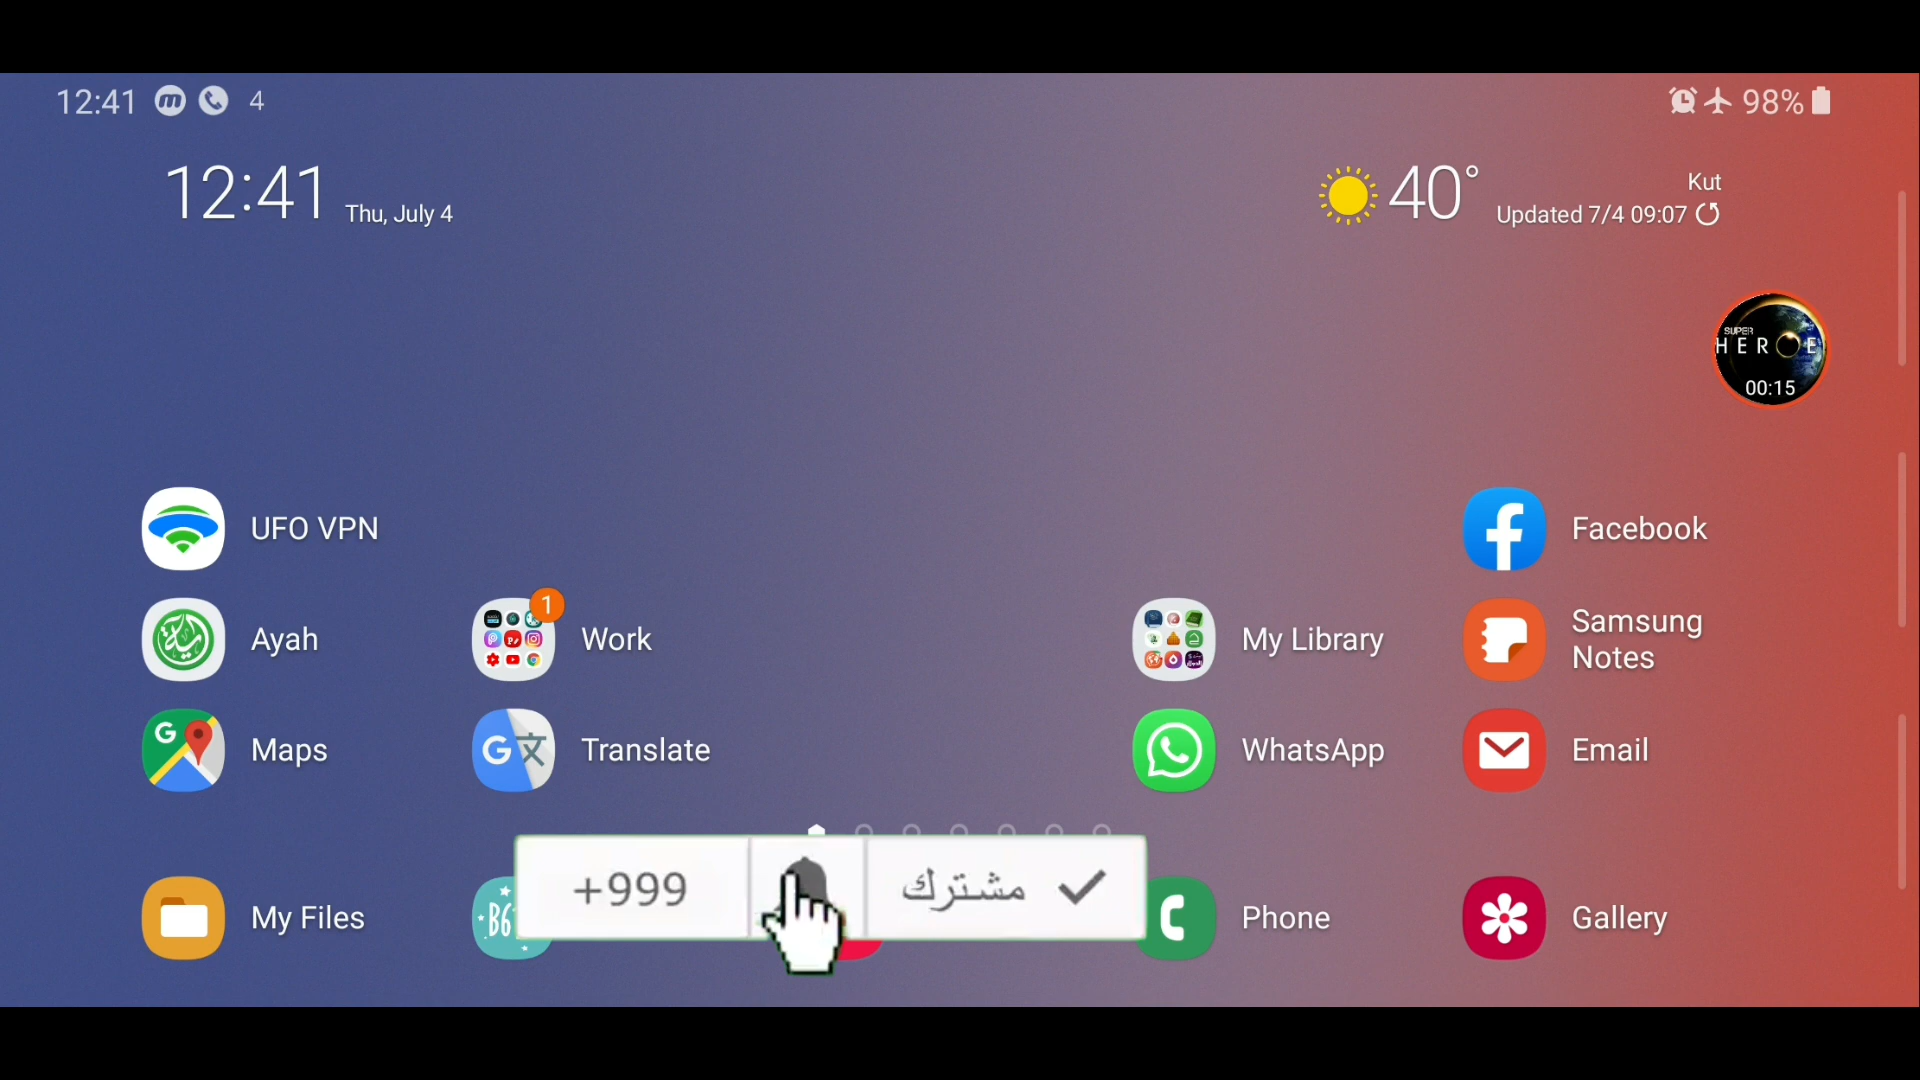 12:41 4
98%
12:41 Thu, July 4
40° Kut
Updated 7/4 09:07
SUPER
HEROE
00:15
UFO VPN
Facebook
Ayah
1
Work
My Library
Samsung
Notes
Maps
Translate
WhatsApp
Email
My Files
B6
+999
مشترك
Phone
Gallery